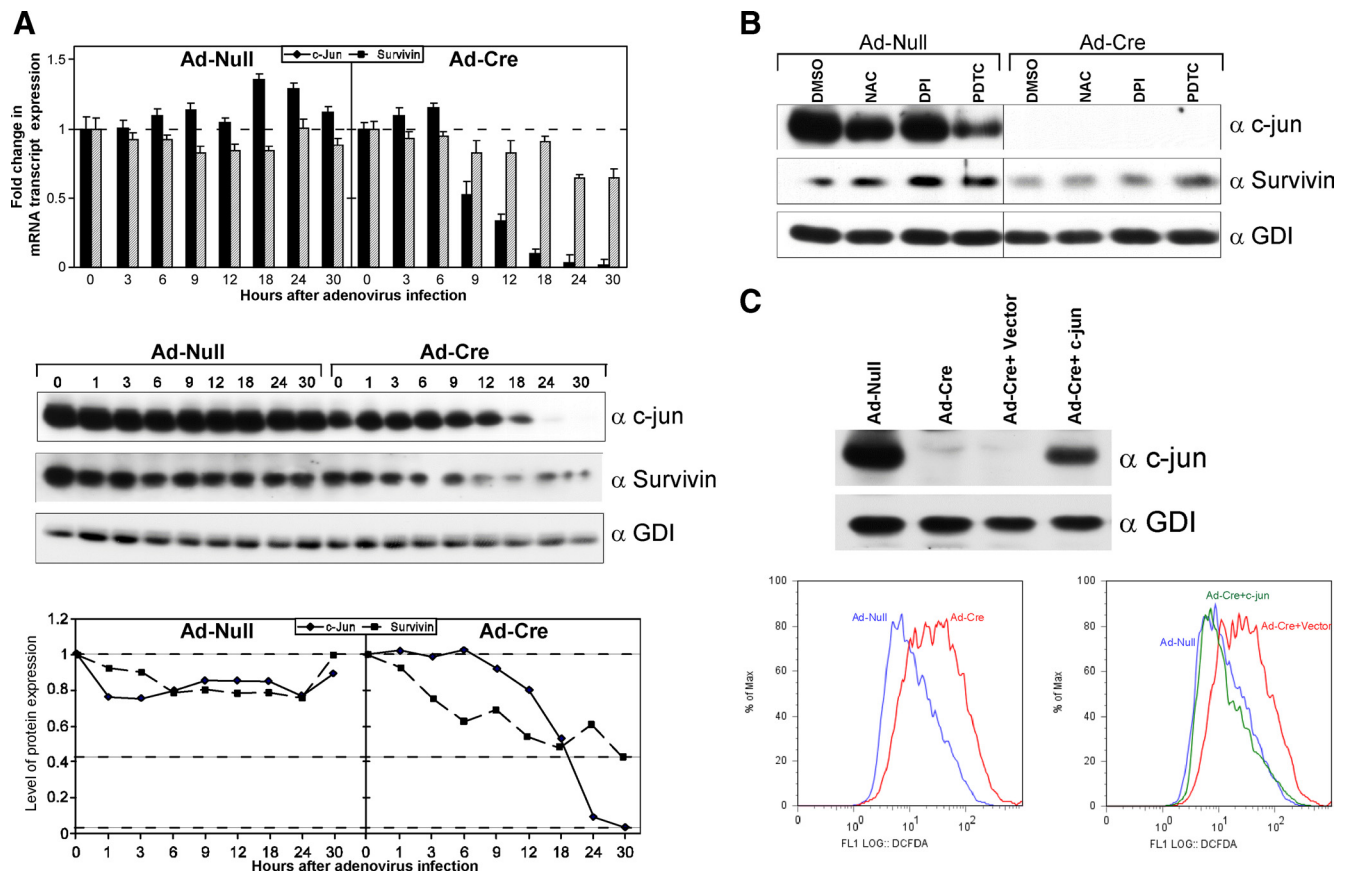 A
Ad-Null
c-Jun Survivin
Ad-Cre
Fold change in
mRNA transcript expression
1.5
1
0.5
0
0 3 6 9 12 18 24 30 0 3 6 9 12 18 24 30
Hours after adenovirus infection
Ad-Null Ad-Cre
0 1 3 6 9 12 18 24 30 0 1 3 6 9 12 18 24 30
α c-jun
α Survivin
α GDI
Ad-Null
c-Jun Survivin
Ad-Cre
Level of protein expression
1.2
1
0.8
0.6
0.4
0.2
0
0 1 3 6 9 12 18 24 30 0 1 3 6 9 12 18 24 30
Hours after adenovirus infection
B
Ad-Null Ad-Cre
DMSO NAC DPI PDTC DMSO NAC DPI PDTC
α c-jun
α Survivin
α GDI
C
Ad-Null
Ad-Cre
Ad-Cre+ Vector
Ad-Cre+ c-jun
α c-jun
α GDI
100
80
60
40
20
0
% of Max
Ad-Null
Ad-Cre
0 10⁰ 10¹ 10²
FL1 LOG:: DCFDA
100
80
60
40
20
0
% of Max
Ad-Cre+c-jun
Ad-Cre+Vector
Ad-Null
0 10⁰ 10¹ 10²
FL1 LOG:: DCFDA